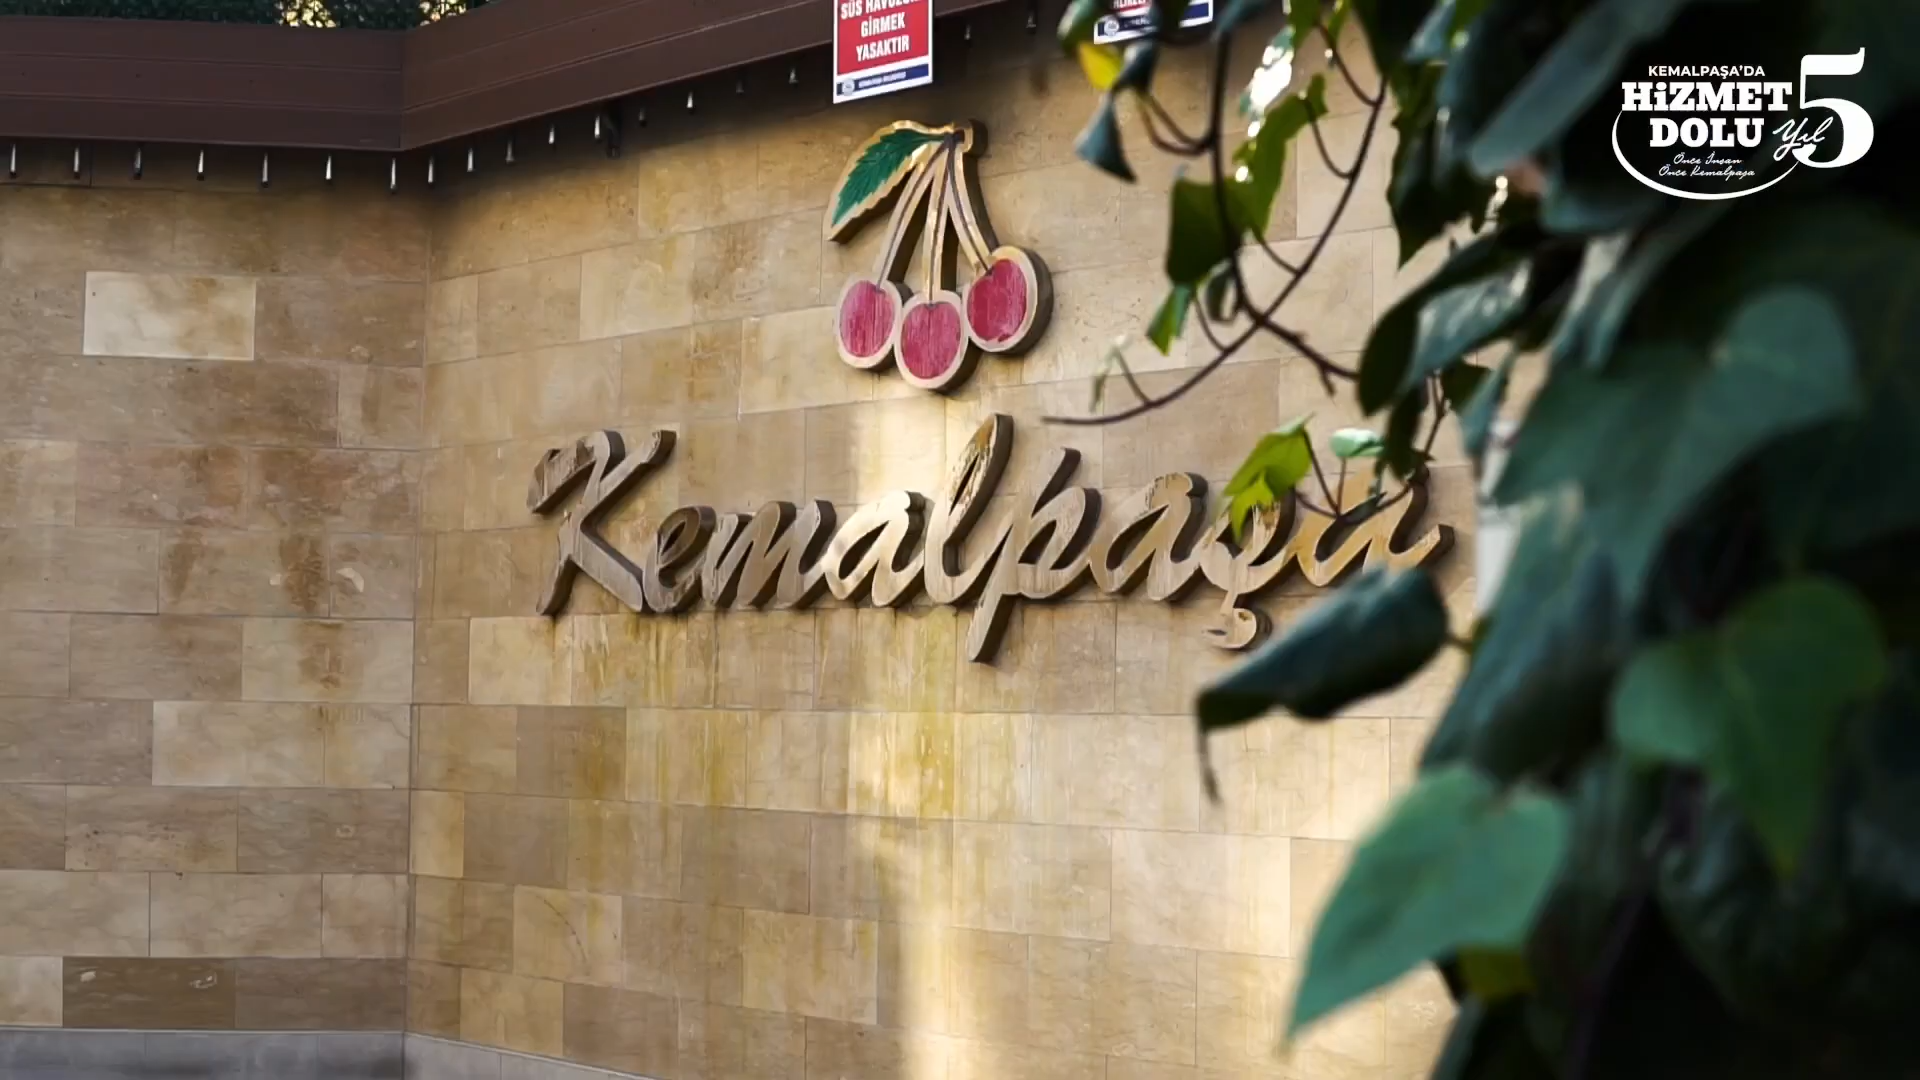 SÜS HAVUZUNA
GİRMEK
YASAKTIR
KEMALPAŞA'DA
HİZMET
DOLU
5
Yıl
Önce İnsan
Önce Kemalpaşa
Kemalpaşa